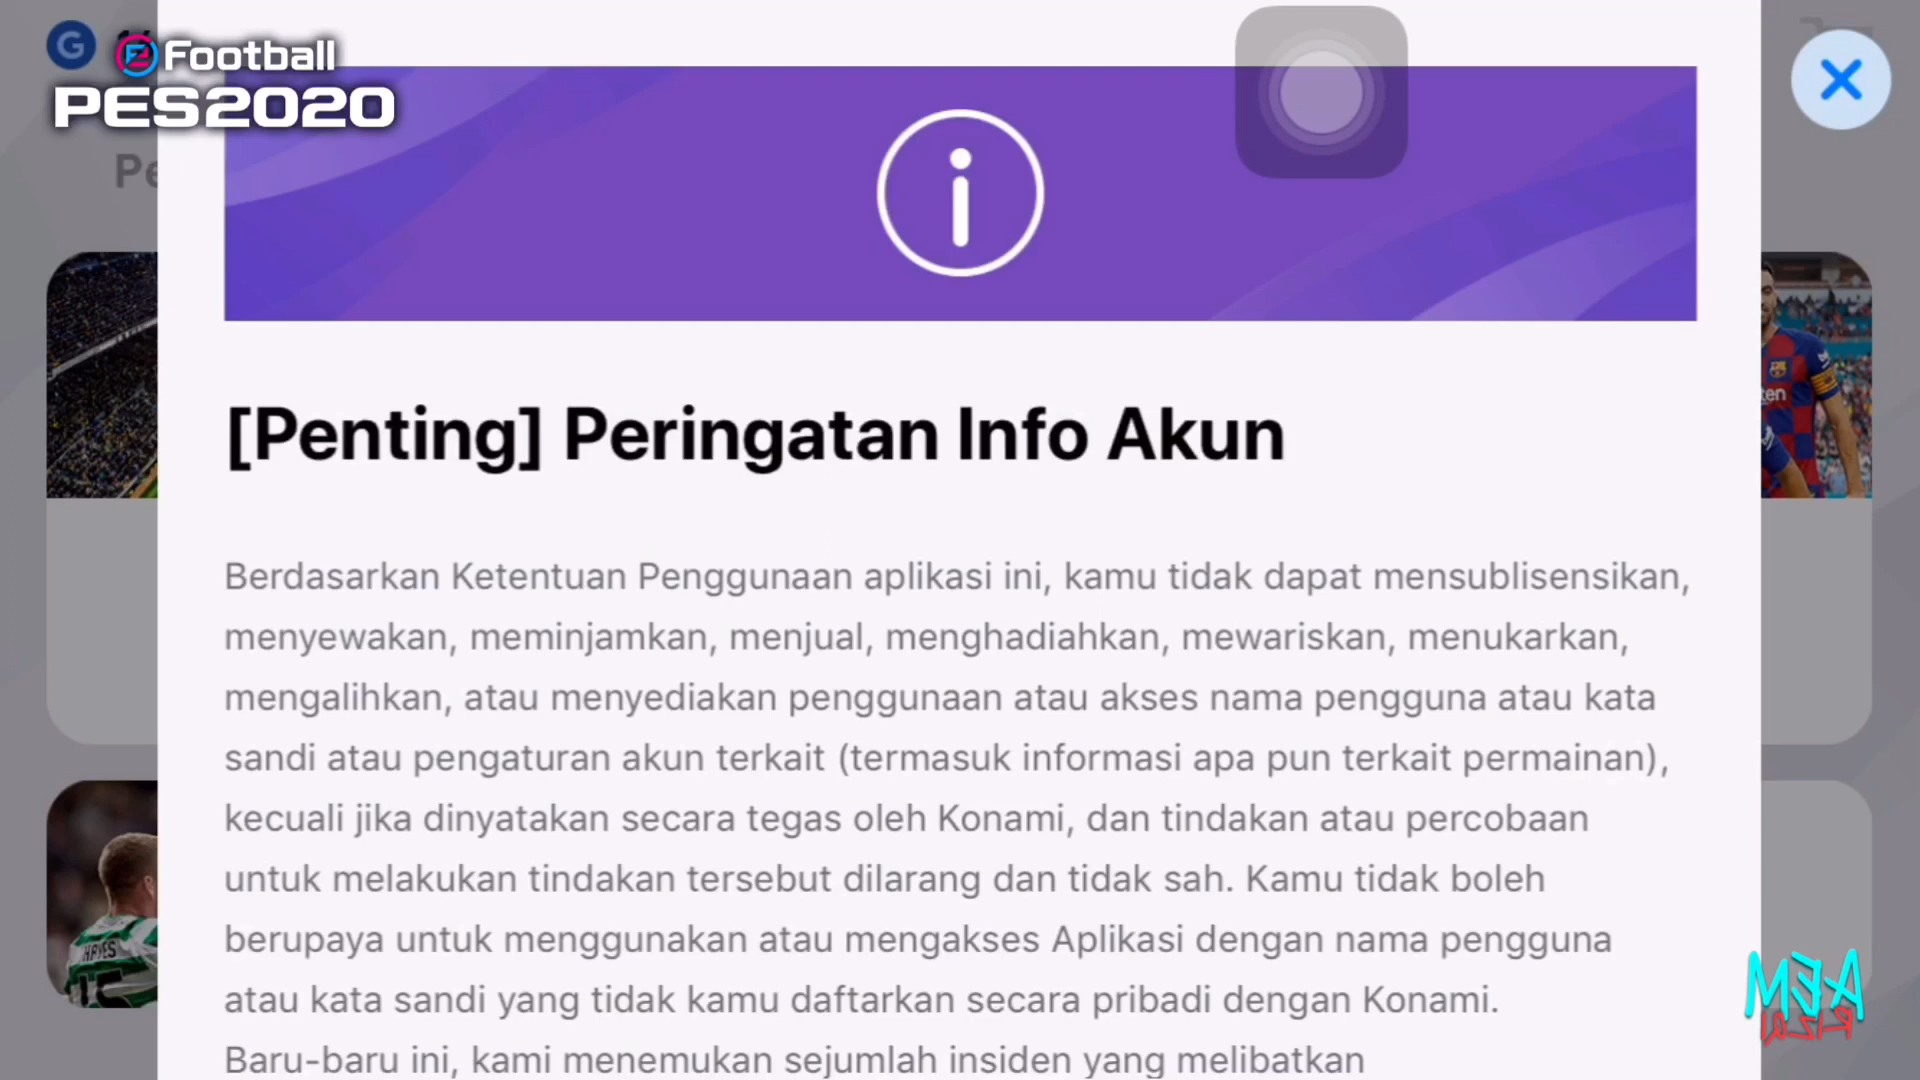 Football
PES2020
Pe
[Penting] Peringatan Info Akun
Berdasarkan Ketentuan Penggunaan aplikasi ini, kamu tidak dapat mensublisensikan,
menyewakan, meminjamkan, menjual, menghadiahkan, mewariskan, menukarkan,
mengalihkan, atau menyediakan penggunaan atau akses nama pengguna atau kata
sandi atau pengaturan akun terkait (termasuk informasi apa pun terkait permainan),
kecuali jika dinyatakan secara tegas oleh Konami, dan tindakan atau percobaan
untuk melakukan tindakan tersebut dilarang dan tidak sah. Kamu tidak boleh
berupaya untuk menggunakan atau mengakses Aplikasi dengan nama pengguna
atau kata sandi yang tidak kamu daftarkan secara pribadi dengan Konami.
Baru-baru ini, kami menemukan sejumlah insiden yang melibatkan
HAYES
15